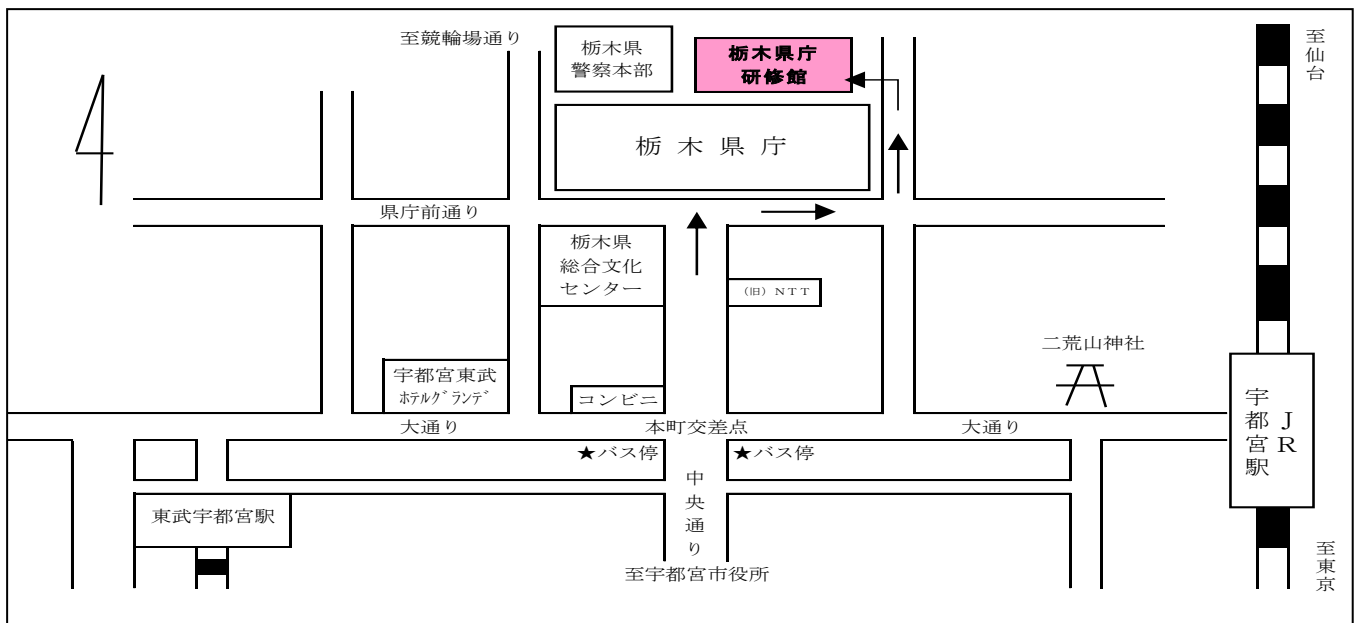 至競輪場通り
栃木県
警察本部
栃木県庁
研修館
至仙台
栃木県庁
県庁前通り
栃木県
総合文化
センター
(旧)NTT
二荒山神社
宇都宮東武
ﾎﾃﾙｸﾞﾗﾝﾃﾞ
コンビニ
JR
宇都宮駅
大通り
本町交差点
大通り
★バス停
★バス停
中央通り
東武宇都宮駅
至宇都宮市役所
至東京